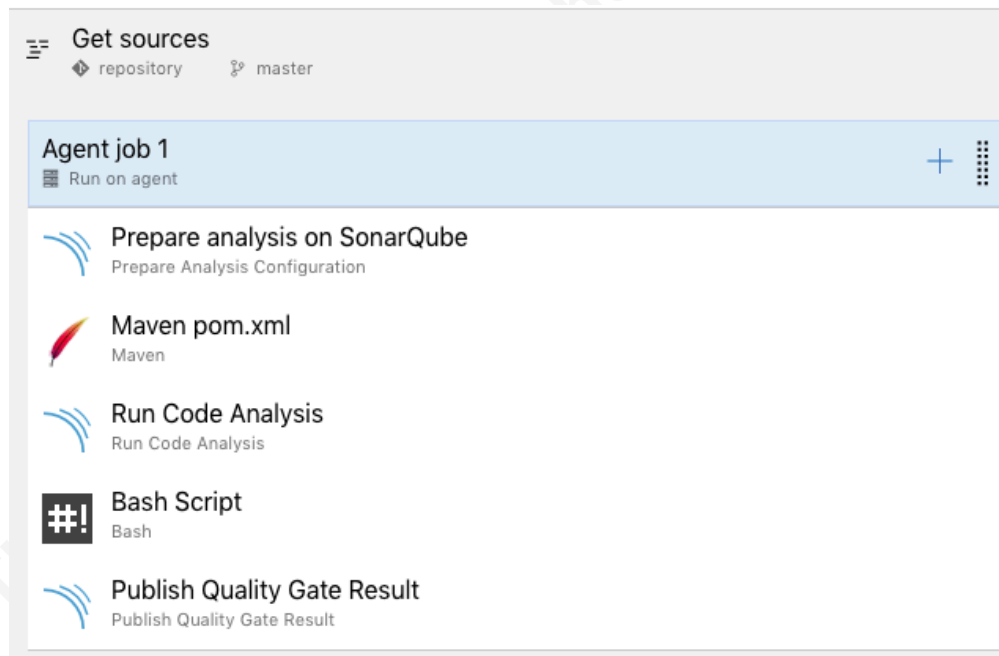 Get sources
repository master
Agent job 1
Run on agent
Prepare analysis on SonarQube
Prepare Analysis Configuration
Maven pom.xml
Maven
Run Code Analysis
Run Code Analysis
#!
Bash Script
Bash
Publish Quality Gate Result
Publish Quality Gate Result